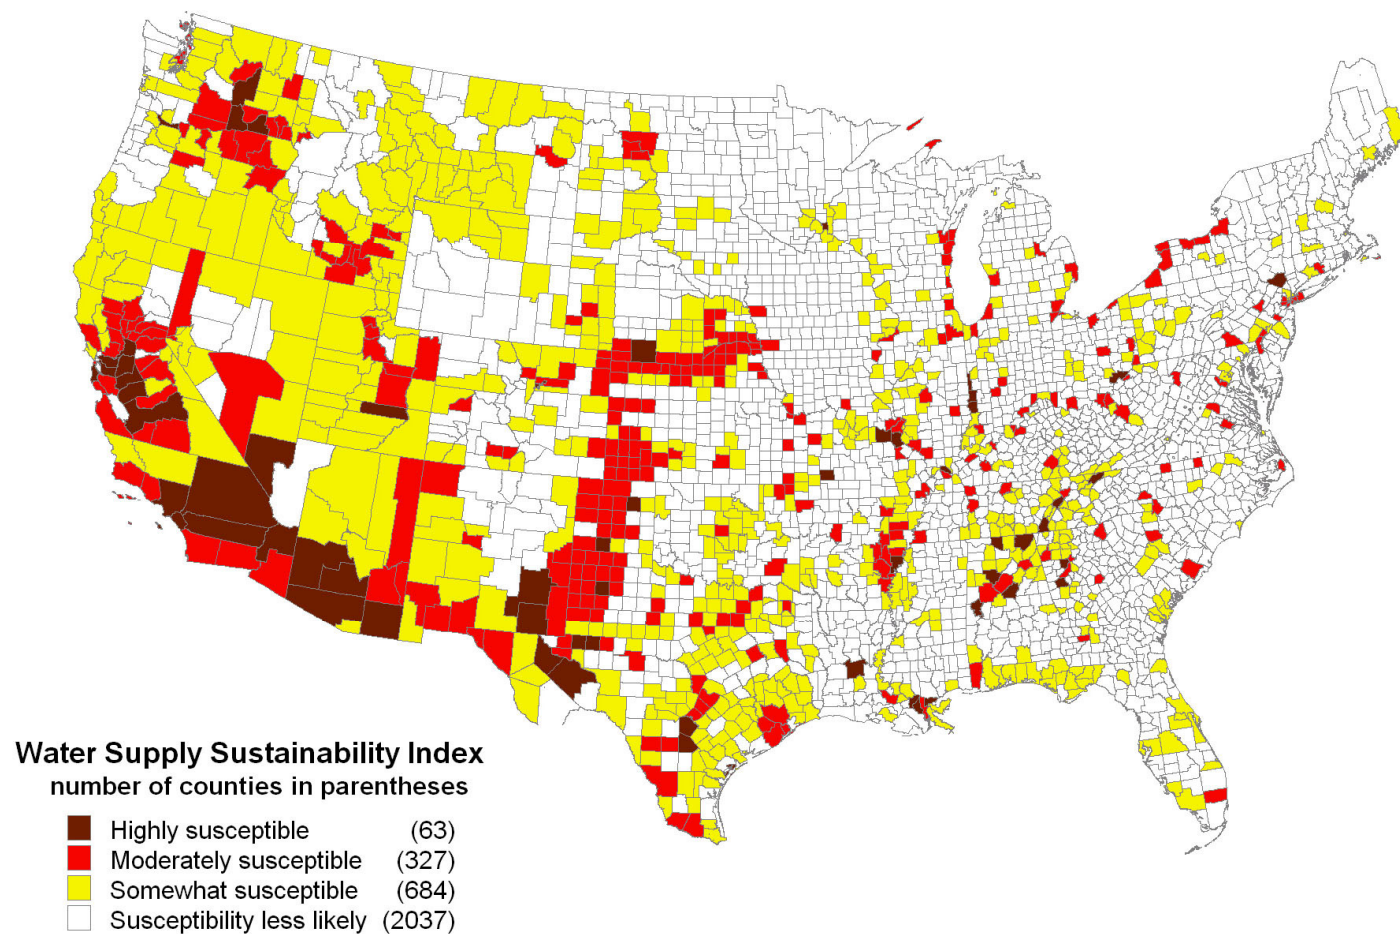 Water Supply Sustainability Index
number of counties in parentheses
Highly susceptible (63)
Moderately susceptible (327)
Somewhat susceptible (684)
Susceptibility less likely (2037)